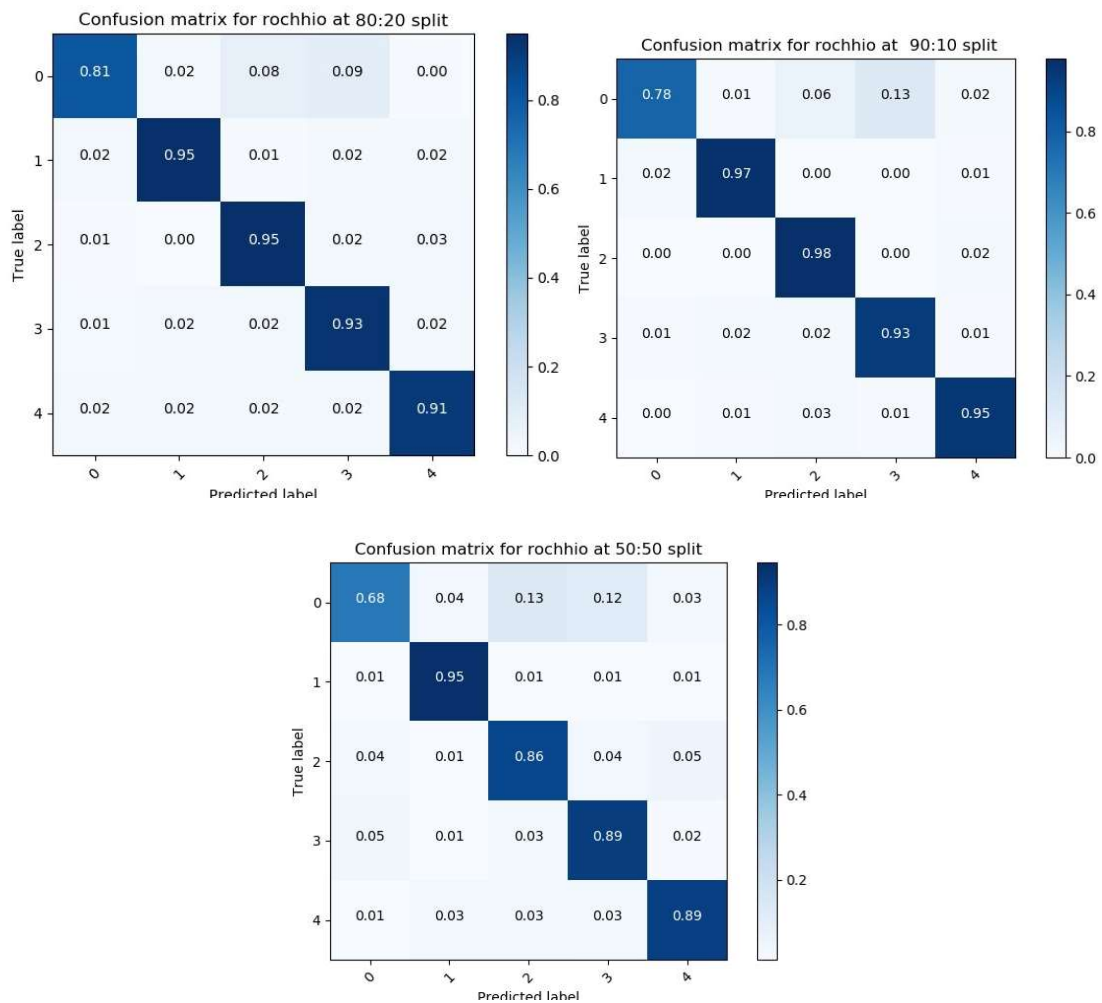 Confusion matrix for rochhio at 80:20 split
0 0.81 0.02 0.08 0.09 0.00
0.8
1 0.02 0.95 0.01 0.02 0.02
0.6
True label
2 0.01 0.00 0.95 0.02 0.03
0.4
3 0.01 0.02 0.02 0.93 0.02
0.2
4 0.02 0.02 0.02 0.02 0.91
0.0
0 1 2 3 4
Predicted label
Confusion matrix for rochhio at 90:10 split
0 0.78 0.01 0.06 0.13 0.02
0.8
1 0.02 0.97 0.00 0.00 0.01
0.6
True label
2 0.00 0.00 0.98 0.00 0.02
0.4
3 0.01 0.02 0.02 0.93 0.01
0.2
4 0.00 0.01 0.03 0.01 0.95
0.0
0 1 2 3 4
Predicted label
Confusion matrix for rochhio at 50:50 split
0 0.68 0.04 0.13 0.12 0.03
0.8
1 0.01 0.95 0.01 0.01 0.01
0.6
True label
2 0.04 0.01 0.86 0.04 0.05
0.4
3 0.05 0.01 0.03 0.89 0.02
0.2
4 0.01 0.03 0.03 0.03 0.89
0 1 2 3 4
Predicted label